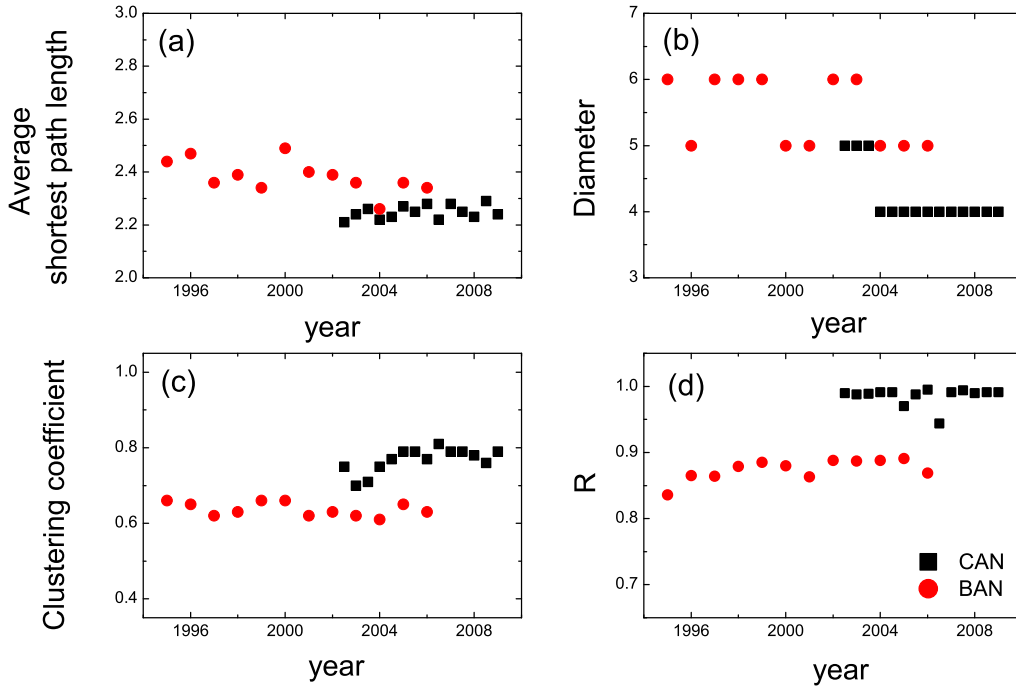 (a)
3.0
2.8
2.6
2.4
2.2
2.0
Average
shortest path length
1996 2000 2004 2008
year
(b)
6
5
4
3
Diameter
1996 2000 2004 2008
year
(c)
1.0
0.8
0.6
0.4
Clustering coefficient
1996 2000 2004 2008
year
(d)
1.0
0.9
0.8
0.7
R
CAN
BAN
1996 2000 2004 2008
year